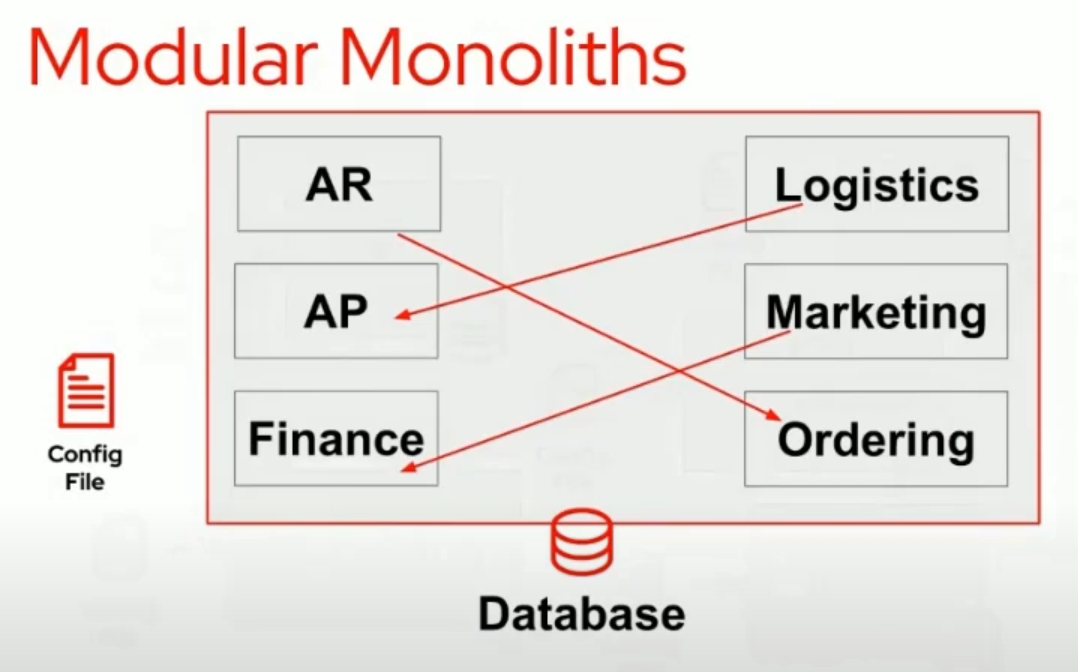 Modular Monoliths
AR
Logistics
AP
Marketing
Finance
Ordering
Config
File
Database